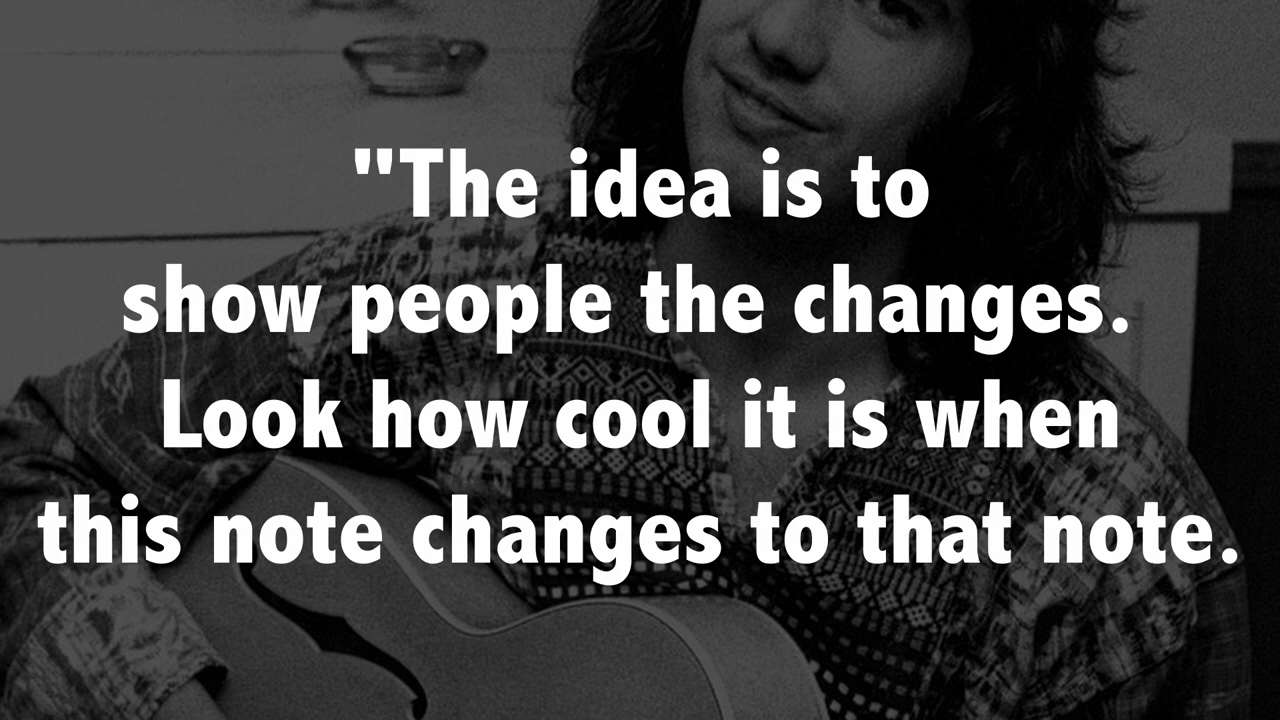 "The idea is to
show people the changes.
Look how cool it is when
this note changes to that note.